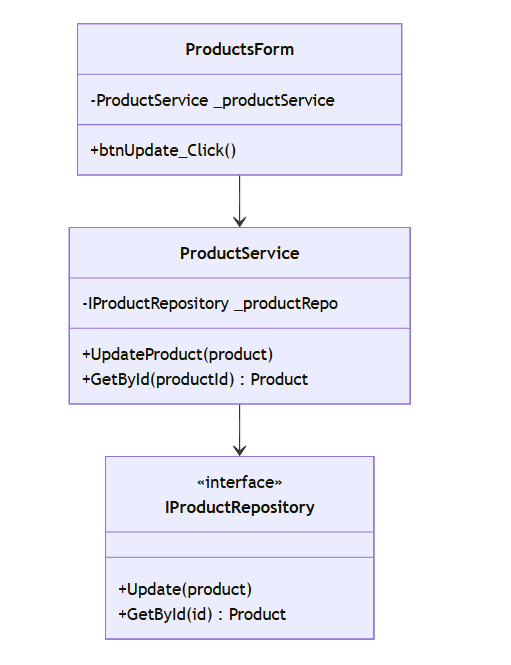 ProductsForm
-ProductService _productService
+btnUpdate_Click()
ProductService
-IProductRepository _productRepo
+UpdateProduct(product)
+GetById(productId) : Product
«interface»
IProductRepository
+Update(product)
+GetById(id) : Product